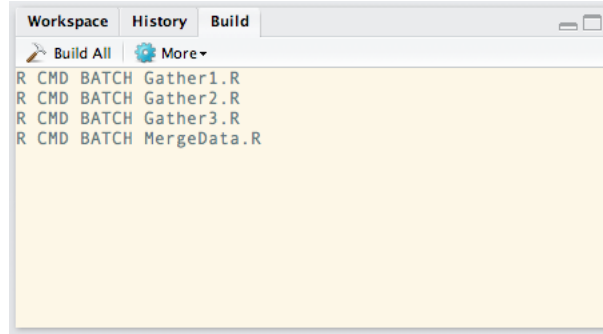 Workspace History Build
Build All More
R CMD BATCH Gather1.R
R CMD BATCH Gather2.R
R CMD BATCH Gather3.R
R CMD BATCH MergeData.R